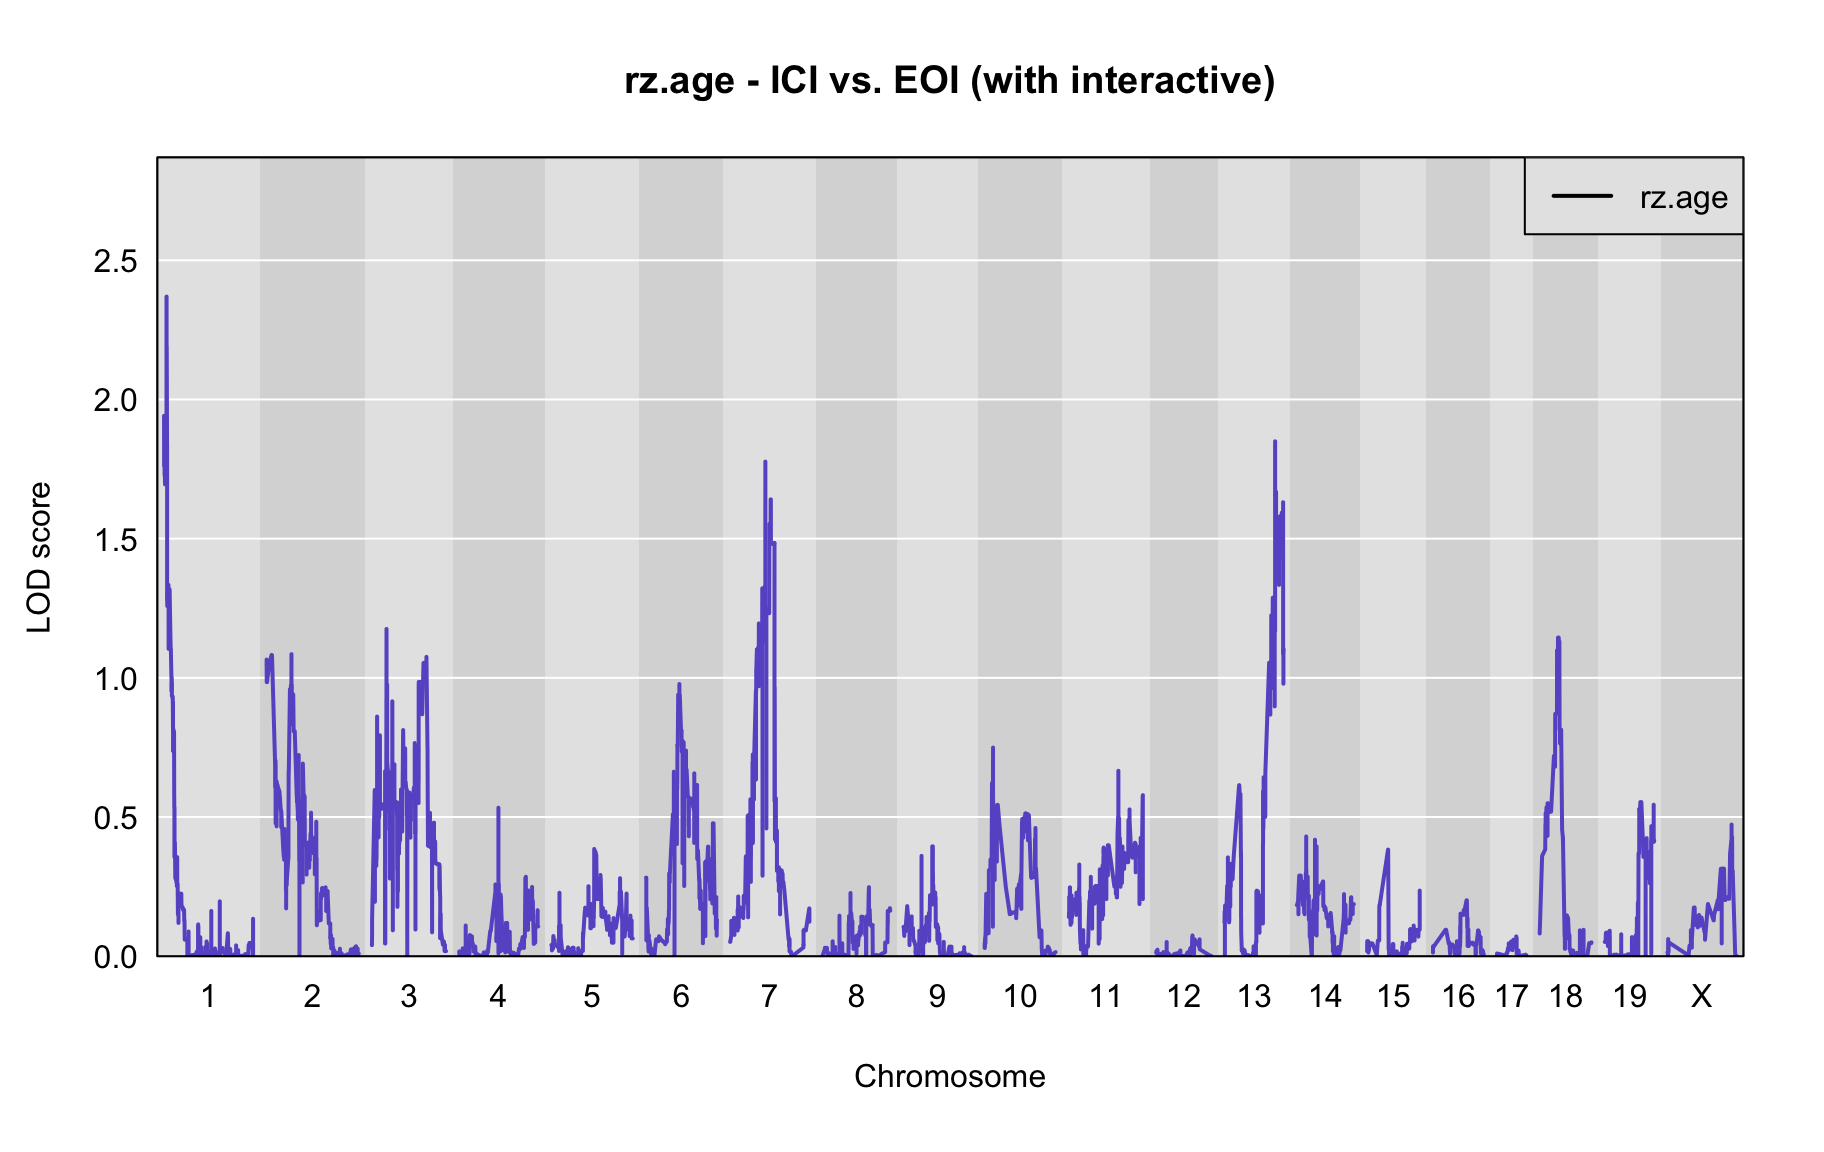 rz.age - ICI vs. EOI (with interactive)
rz.age
2.5
2.0
1.5
1.0
0.5
0.0
LOD score
1 2 3 4 5 6 7 8 9 10 11 12 13 14 15 16 17 18 19 X
Chromosome